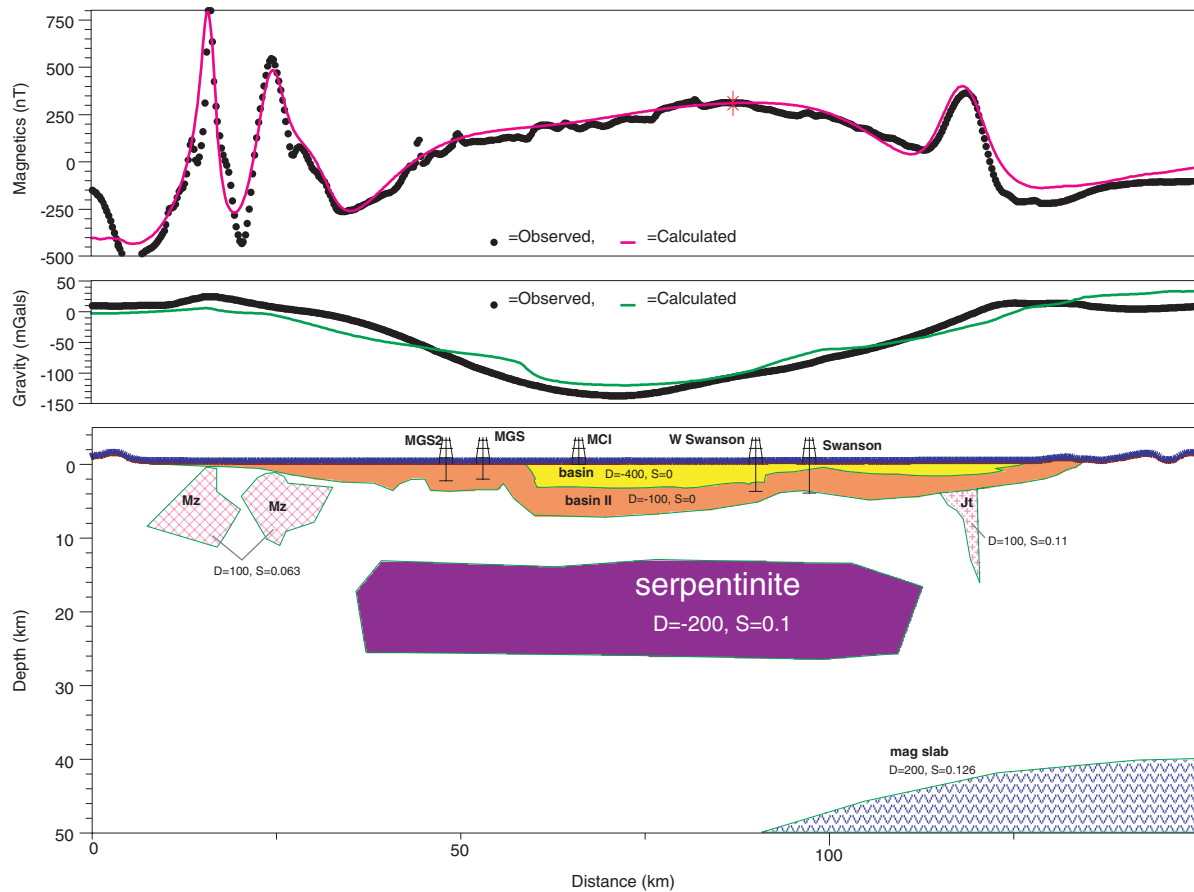 750
500
250
0
-250
-500
Magnetics (nT)
=Observed, =Calculated
50
0
-50
-100
-150
Gravity (mGals)
=Observed, =Calculated
MGS2
MGS
MCI
W Swanson
Swanson
0
10
20
30
40
50
Depth (km)
basin D=-400, S=0
basin II D=-100, S=0
Mz
Mz
D=100, S=0.063
Jt
D=100, S=0.11
serpentinite
D=-200, S=0.1
mag slab
D=200, S=0.126
0
50
100
Distance (km)